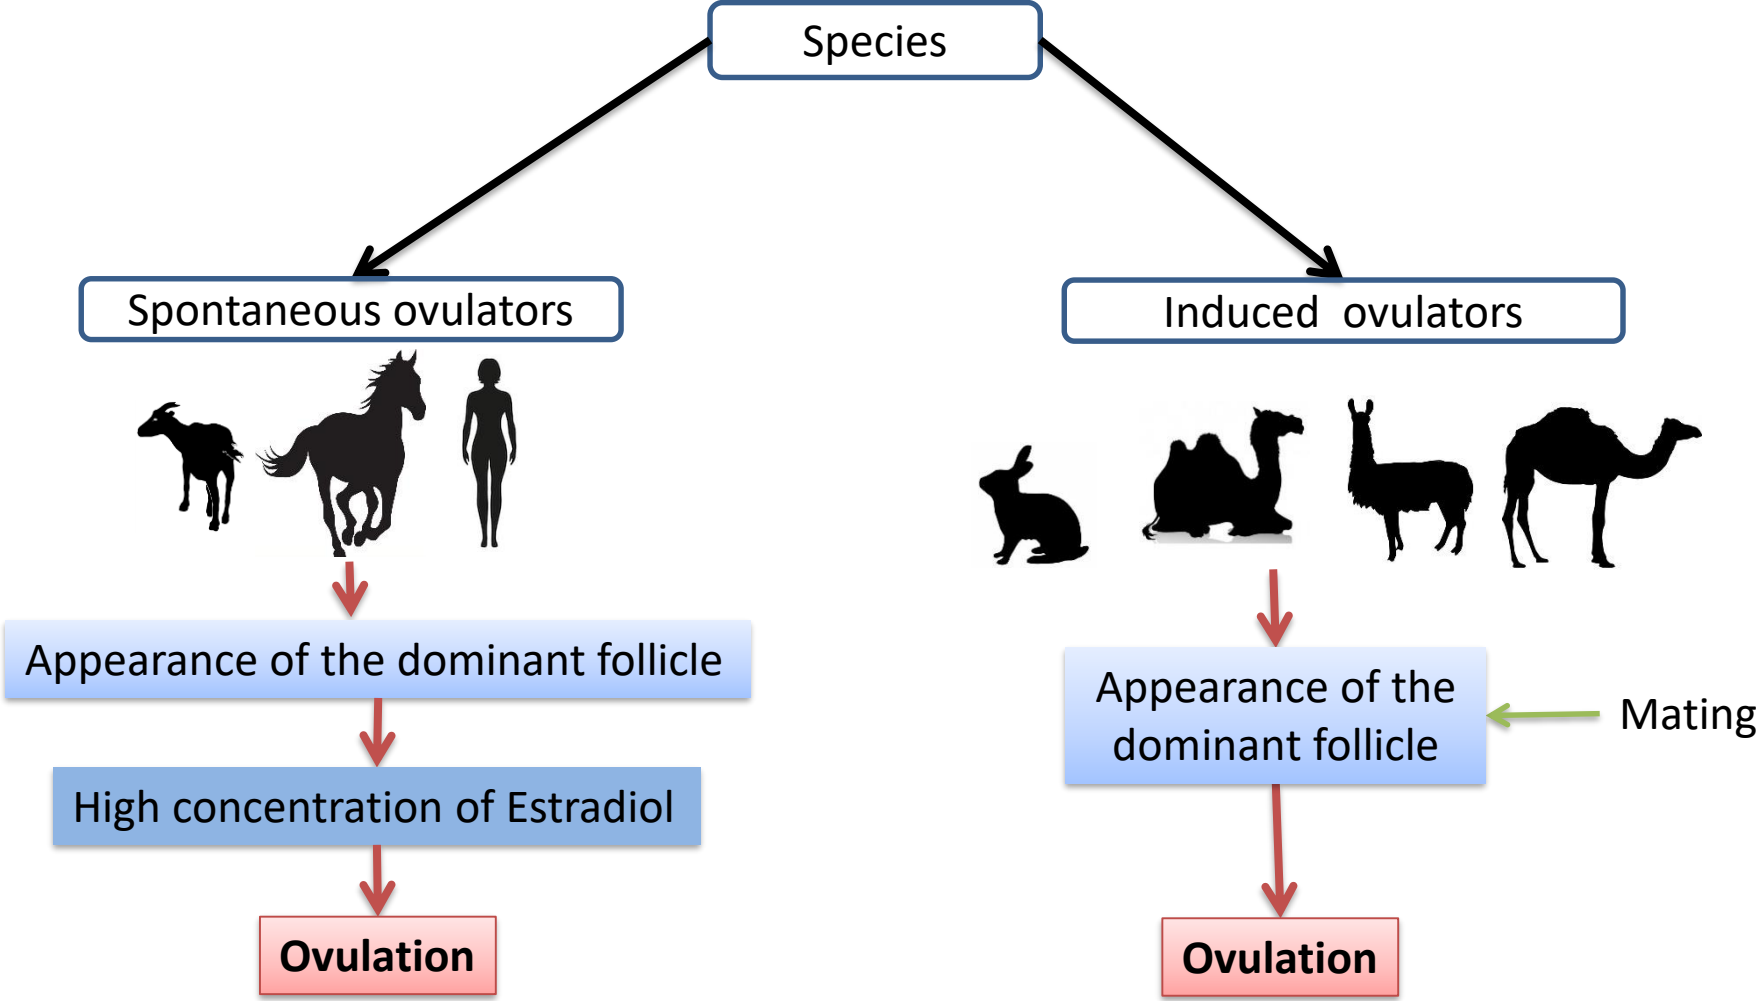 Species
Spontaneous ovulators
Induced ovulators
Appearance of the dominant follicle
High concentration of Estradiol
Ovulation
Appearance of the
dominant follicle
Mating
Ovulation